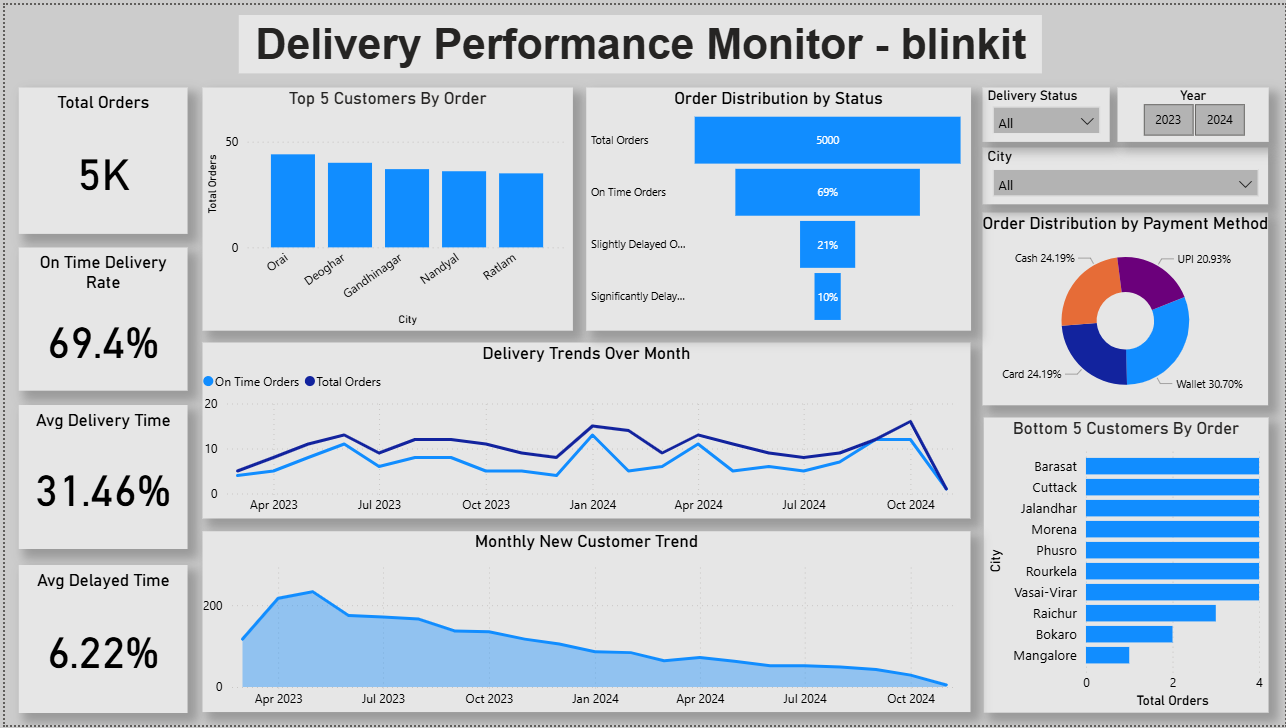 Delivery Performance Monitor - blinkit
Total Orders
5K
On Time Delivery
Rate
69.4%
Avg Delivery Time
31.46%
Avg Delayed Time
6.22%
Top 5 Customers By Order
Total Orders
50
0
Orai
Deoghar
Gandhinagar
Nandyal
Ratlam
City
Order Distribution by Status
Total Orders
5000
On Time Orders
69%
Slightly Delayed O...
21%
Significantly Delay...
10%
Delivery Status
All
Year
2023
2024
City
All
Order Distribution by Payment Method
Cash 24.19%
UPI 20.93%
Card 24.19%
Wallet 30.70%
Delivery Trends Over Month
On Time Orders
Total Orders
20
10
0
Apr 2023
Jul 2023
Oct 2023
Jan 2024
Apr 2024
Jul 2024
Oct 2024
Monthly New Customer Trend
200
0
Apr 2023
Jul 2023
Oct 2023
Jan 2024
Apr 2024
Jul 2024
Oct 2024
Bottom 5 Customers By Order
City
Barasat
Cuttack
Jalandhar
Morena
Phusro
Rourkela
Vasai-Virar
Raichur
Bokaro
Mangalore
0
2
4
Total Orders